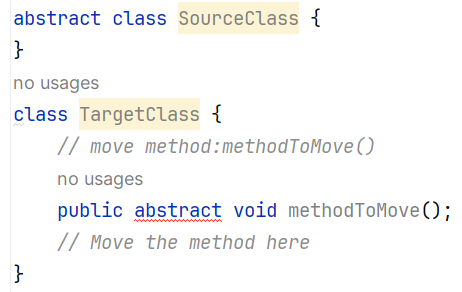 abstract class SourceClass {
}
no usages
class TargetClass {
// move method:methodToMove()
no usages
public abstract void methodToMove();
// Move the method here
}